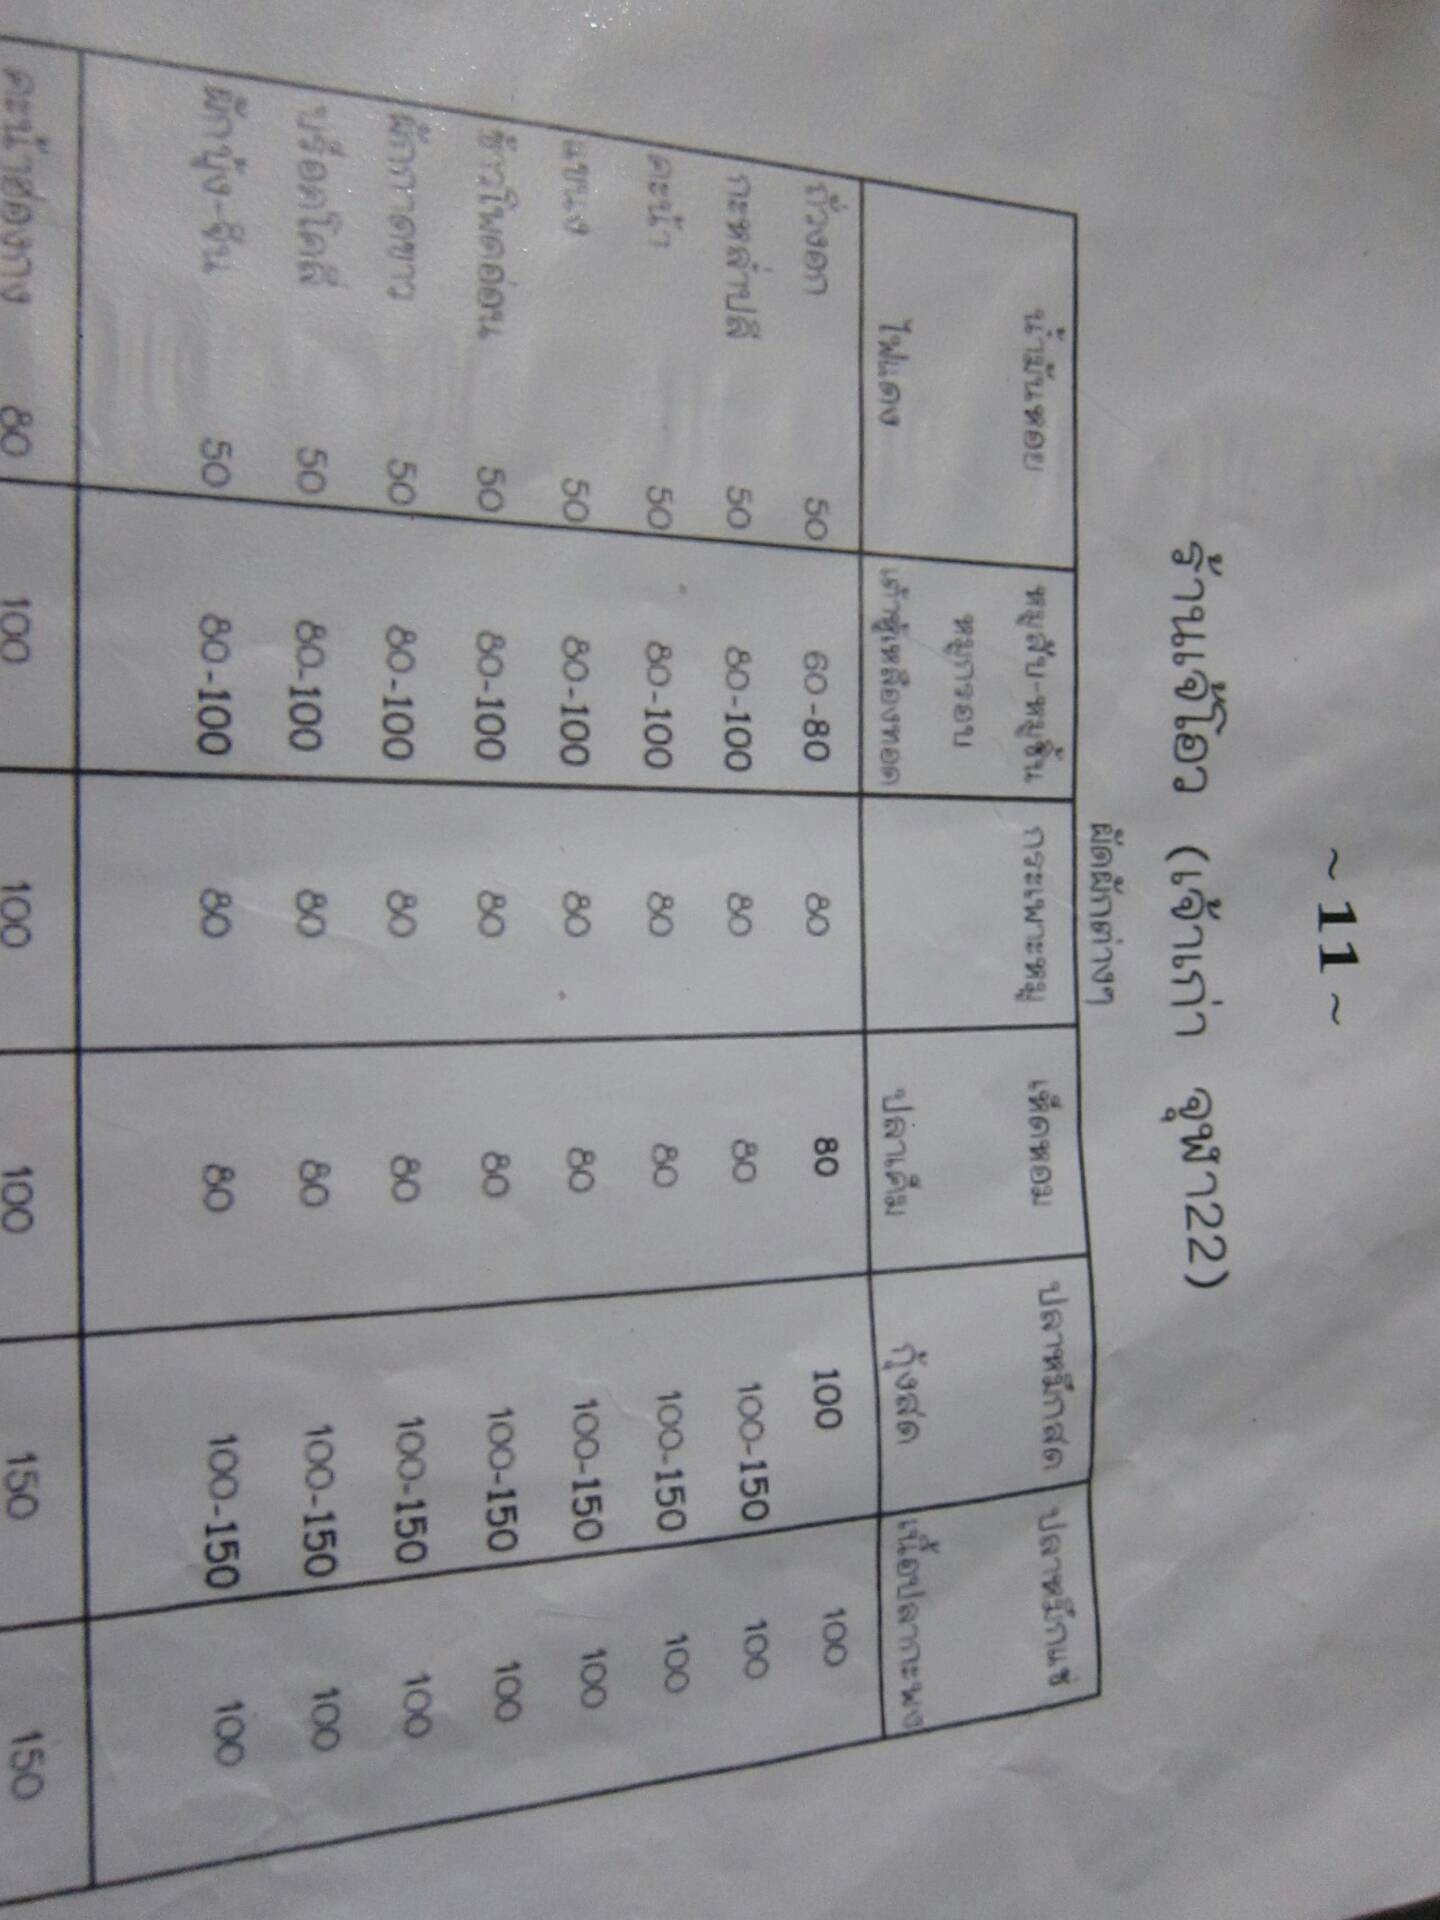 ~ 11 ~
ร้านเจ้โอว (เจ้าเก่า จุฬา22)
ผัดผักต่างๆ
น้ำมันหอย หมูสับ-หมูชิ้น กระเพาะหมู เห็ดหอม ปลาหมึกสด ปลาหมึกแช่
หมูกรอบ
ไฟแดง เต้าหู้เหลืองทอด ปลาเค็ม กุ้งสด เนื้อปลากะพง
ถั่วงอก 50 60-80 80 80 100 100
กะหล่ำปลี 50 80-100 80 80 100-150 100
คะน้า 50 80-100 80 80 100-150 100
แขนง 50 80-100 80 80 100-150 100
ข้าวโพดอ่อน 50 80-100 80 80 100-150 100
ผักกาดขาว 50 80-100 80 80 100-150 100
บร็อคโคลี 50 80-100 80 80 100-150 100
ผักบุ้ง-จีน 50 80-100 80 80 100-150 100
คะน้าฮ่องกง 80 100 100 100 150 150